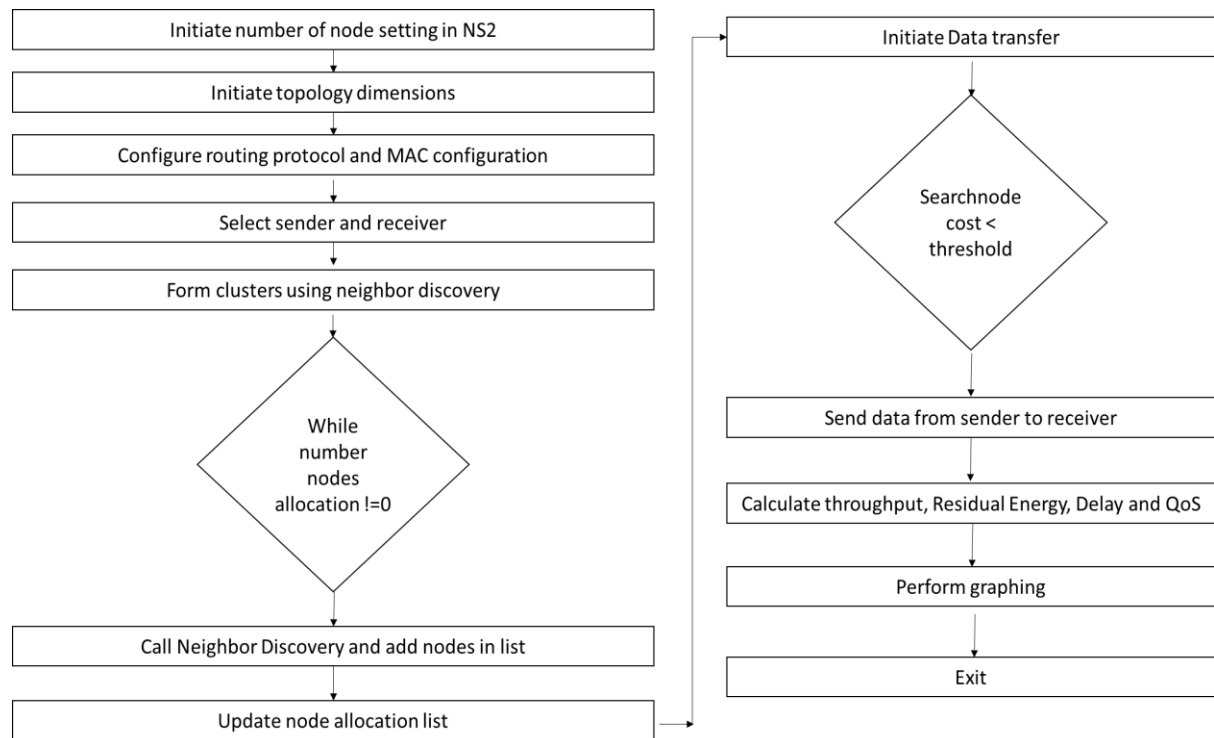 Initiate number of node setting in NS2
Initiate topology dimensions
Configure routing protocol and MAC configuration
Select sender and receiver
Form clusters using neighbor discovery
While
number
nodes
allocation !=0
Call Neighbor Discovery and add nodes in list
Update node allocation list
Initiate Data transfer
Searchnode
cost <
threshold
Send data from sender to receiver
Calculate throughput, Residual Energy, Delay and QoS
Perform graphing
Exit